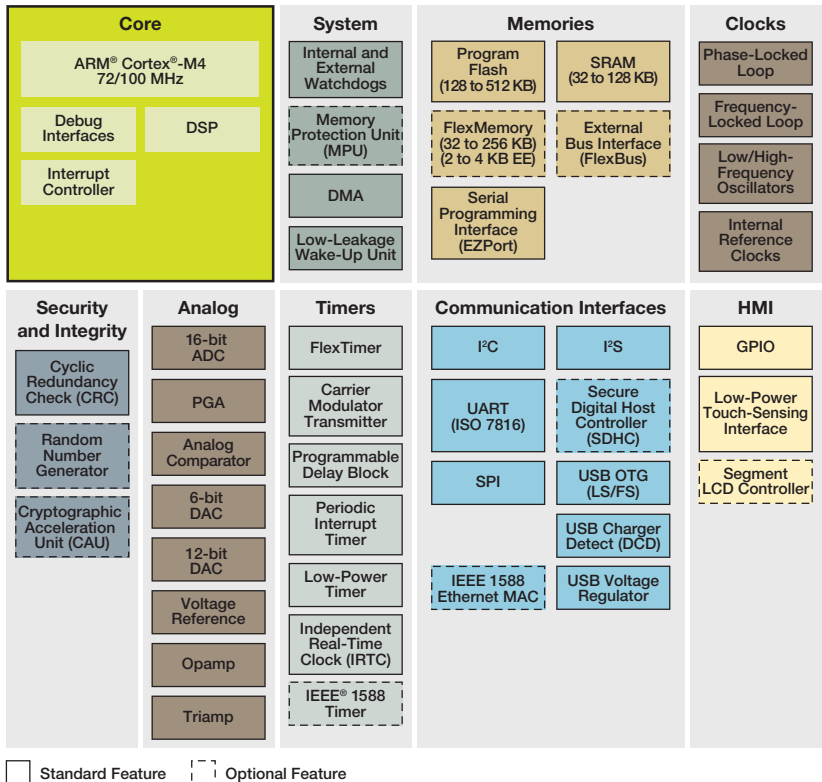 Core
ARM® Cortex®-M4
72/100 MHz
Debug
Interfaces
DSP
Interrupt
Controller
System
Internal and
External
Watchdogs
Memory
Protection Unit
(MPU)
DMA
Low-Leakage
Wake-Up Unit
Memories
Program
Flash
(128 to 512 KB)
SRAM
(32 to 128 KB)
FlexMemory
(32 to 256 KB)
(2 to 4 KB EE)
External
Bus Interface
(FlexBus)
Serial
Programming
Interface
(EZPort)
Clocks
Phase-Locked
Loop
Frequency-
Locked Loop
Low/High-
Frequency
Oscillators
Internal
Reference
Clocks
Security
and Integrity
Cyclic
Redundancy
Check (CRC)
Random
Number
Generator
Cryptographic
Acceleration
Unit (CAU)
Analog
16-bit
ADC
PGA
Analog
Comparator
6-bit
DAC
12-bit
DAC
Voltage
Reference
Opamp
Triamp
Timers
FlexTimer
Carrier
Modulator
Transmitter
Programmable
Delay Block
Periodic
Interrupt
Timer
Low-Power
Timer
Independent
Real-Time
Clock (IRTC)
IEEE® 1588
Timer
Communication Interfaces
I²C
I²S
UART
(ISO 7816)
Secure
Digital Host
Controller
(SDHC)
SPI
USB OTG
(LS/FS)
USB Charger
Detect (DCD)
IEEE 1588
Ethernet MAC
USB Voltage
Regulator
HMI
GPIO
Low-Power
Touch-Sensing
Interface
Segment
LCD Controller
Standard Feature
Optional Feature